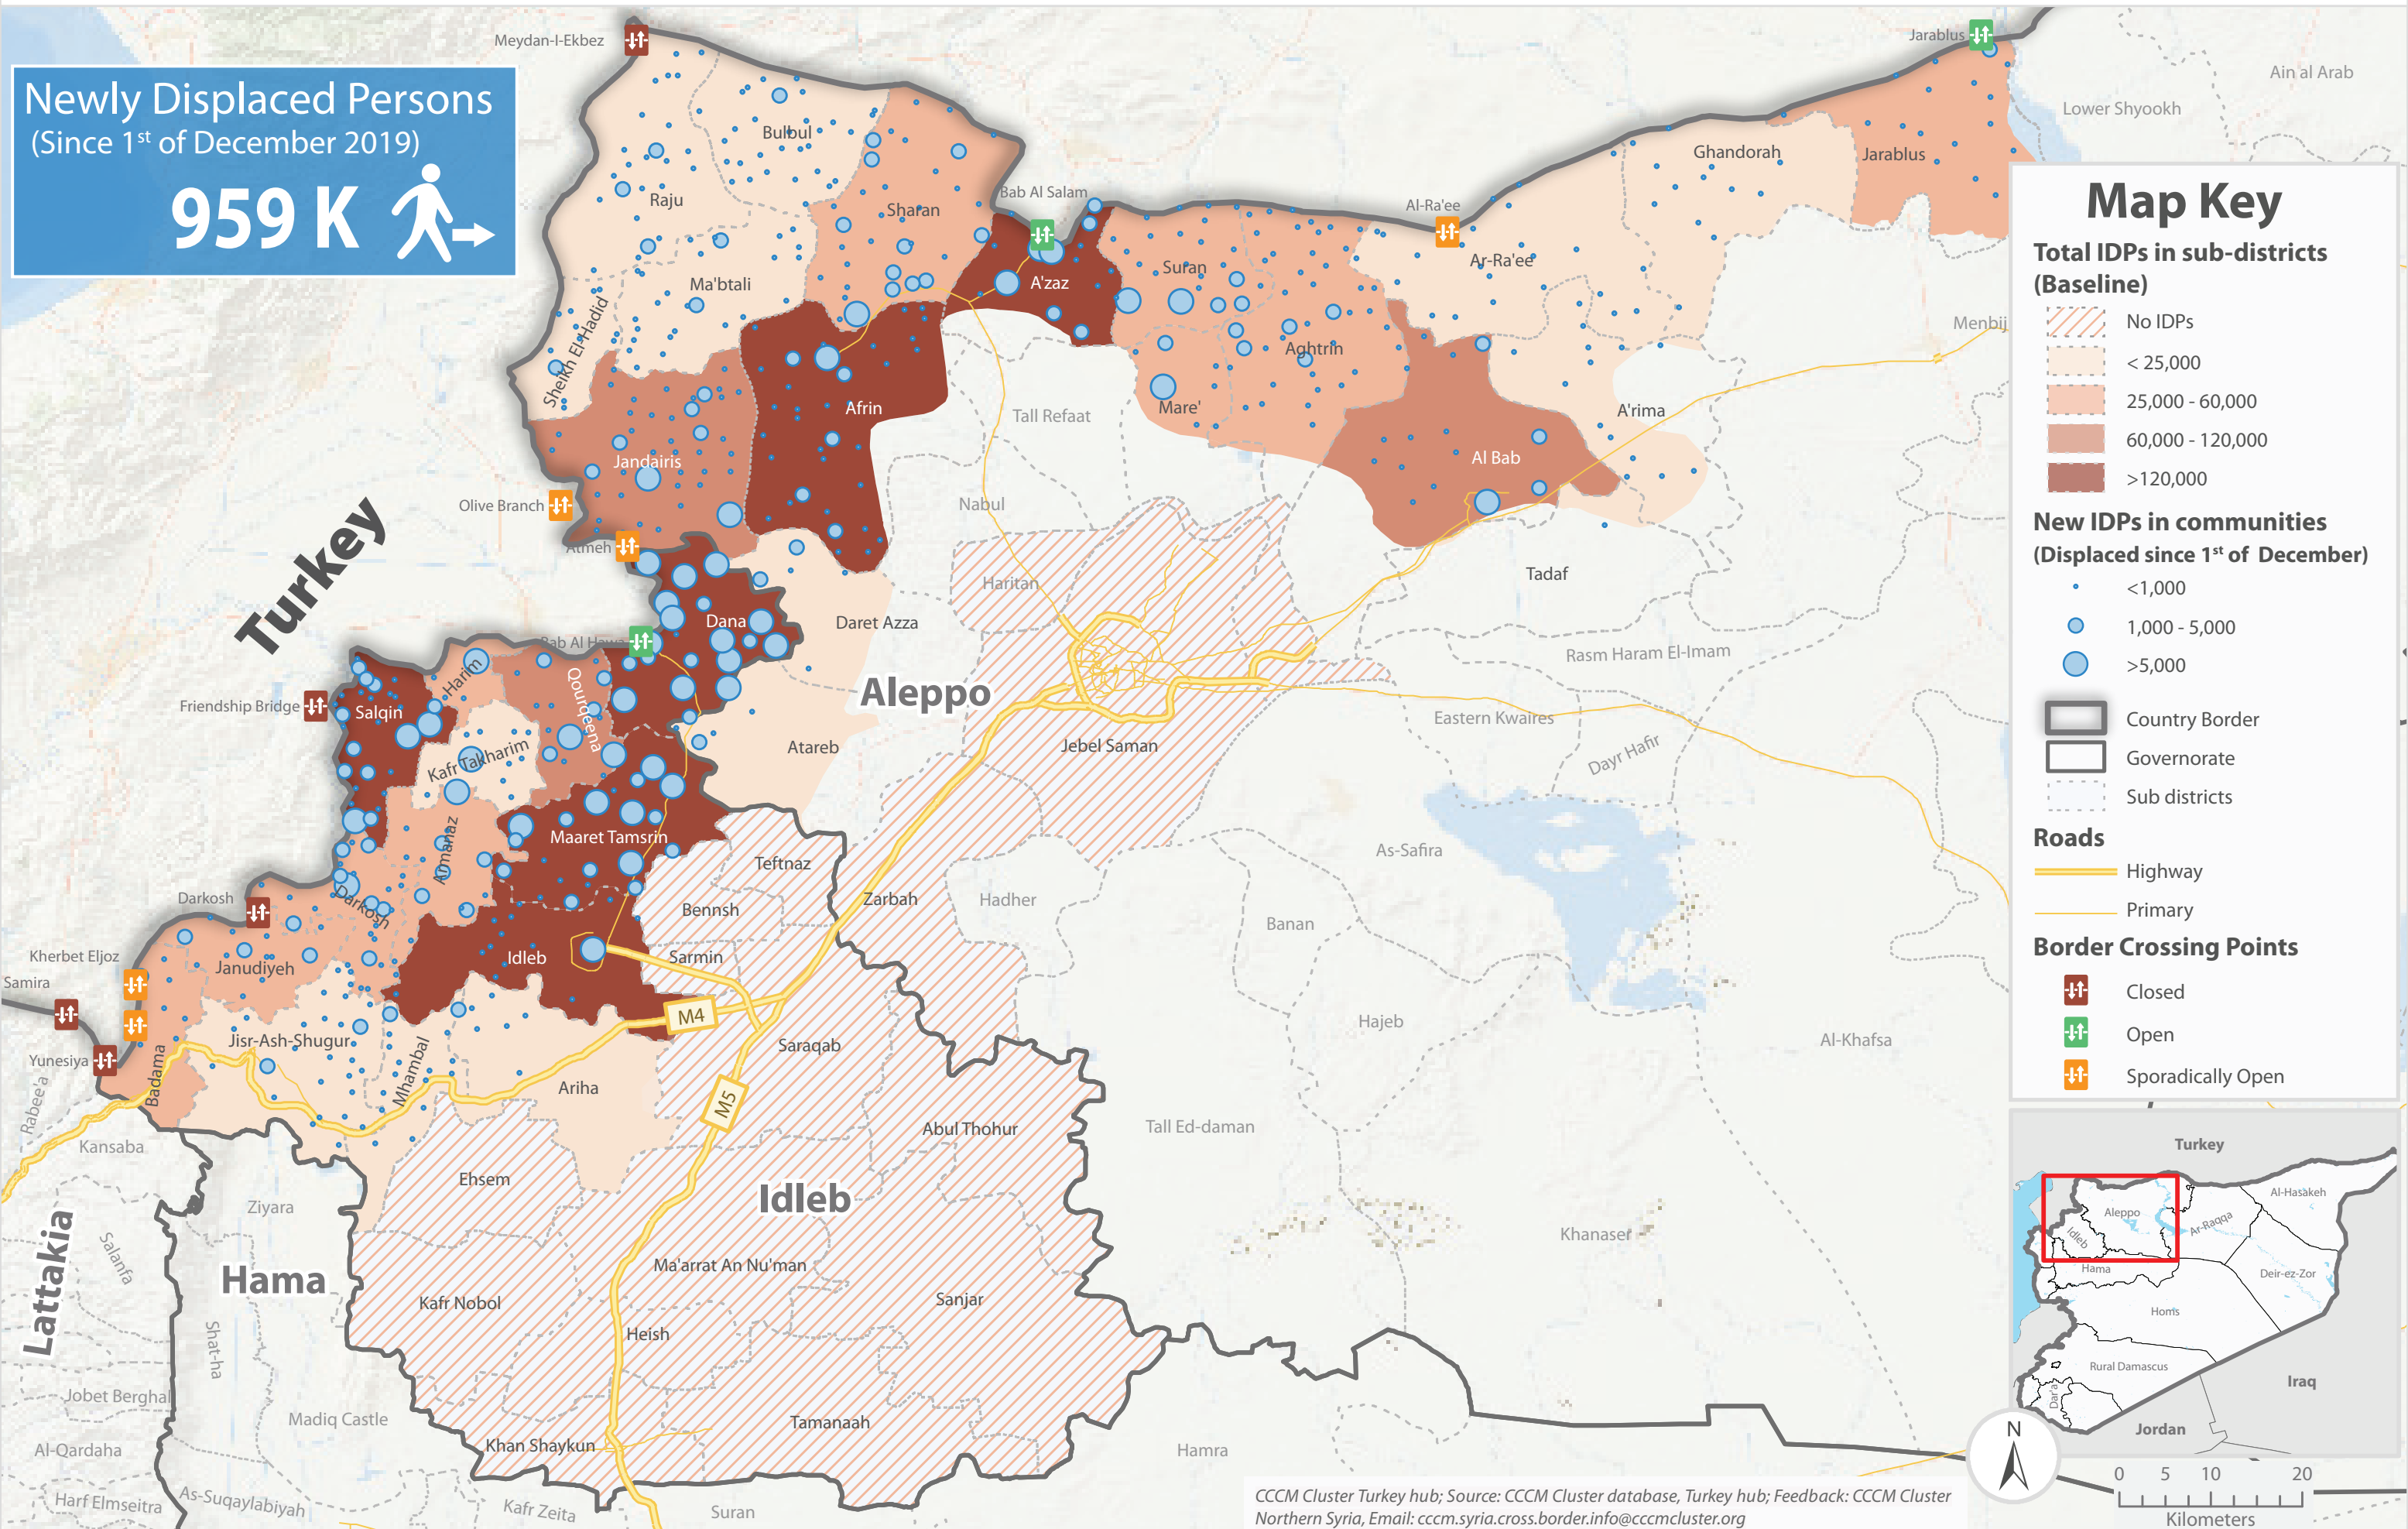 Newly Displaced Persons
(Since 1st of December 2019)
959 K
Meydan-I-Ekbez
Jarablus
Ain al Arab
Lower Shyookh
Bulbul
Raju
Sharan
Bab Al Salam
Al-Ra'ee
Ghandorah
Jarablus
Ma'btali
A'zaz
Suran
Ar-Ra'ee
Menbij
Sheikh El-Hadid
Aghtrin
Afrin
Mare'
Tall Refaat
A'rima
Jandairis
Al Bab
Olive Branch
Nabul
Atmeh
Turkey
Haritan
Tadaf
Dana
Daret Azza
Bab Al Hawa
Rasm Haram El-Imam
Harim
Qourqeena
Aleppo
Friendship Bridge
Salqin
Eastern Kwaires
Kafr Takharim
Atareb
Jebel Saman
Dayr Hafir
Armanaz
Maaret Tamsrin
Teftnaz
As-Safira
Darkosh
Darkosh
Bennsh
Zarbah
Hadher
Banan
Kherbet Eljoz
Janudiyeh
Idleb
Sarmin
Samira
M4
Hajeb
Al-Khafsa
Yunesiya
Jisr-Ash-Shugur
Saraqab
Badama
Mhambal
Ariha
M5
Rabee'a
Kansaba
Abul Thohur
Tall Ed-daman
Ehsem
Idleb
Ziyara
Salanfa
Lattakia
Hama
Khanaser
Ma'arrat An Nu'man
Kafr Nobol
Sanjar
Heish
Shat-ha
Jobet Berghal
Madiq Castle
Tamanaah
Al-Qardaha
Khan Shaykun
Hamra
Harf Elmseitra
As-Suqaylabiyah
Kafr Zeita
Suran
Map Key
Total IDPs in sub-districts
(Baseline)
No IDPs
< 25,000
25,000 - 60,000
60,000 - 120,000
>120,000
New IDPs in communities
(Displaced since 1st of December)
<1,000
1,000 - 5,000
>5,000
Country Border
Governorate
Sub districts
Roads
Highway
Primary
Border Crossing Points
Closed
Open
Sporadically Open
Turkey
Al-Hasakeh
Aleppo
Ar-Raqqa
Idleb
Hama
Deir-ez-Zor
Homs
Rural Damascus
Dar'a
Iraq
Jordan
N
0 5 10 20
Kilometers
CCCM Cluster Turkey hub; Source: CCCM Cluster database, Turkey hub; Feedback: CCCM Cluster
Northern Syria, Email: cccm.syria.cross.border.info@cccmcluster.org